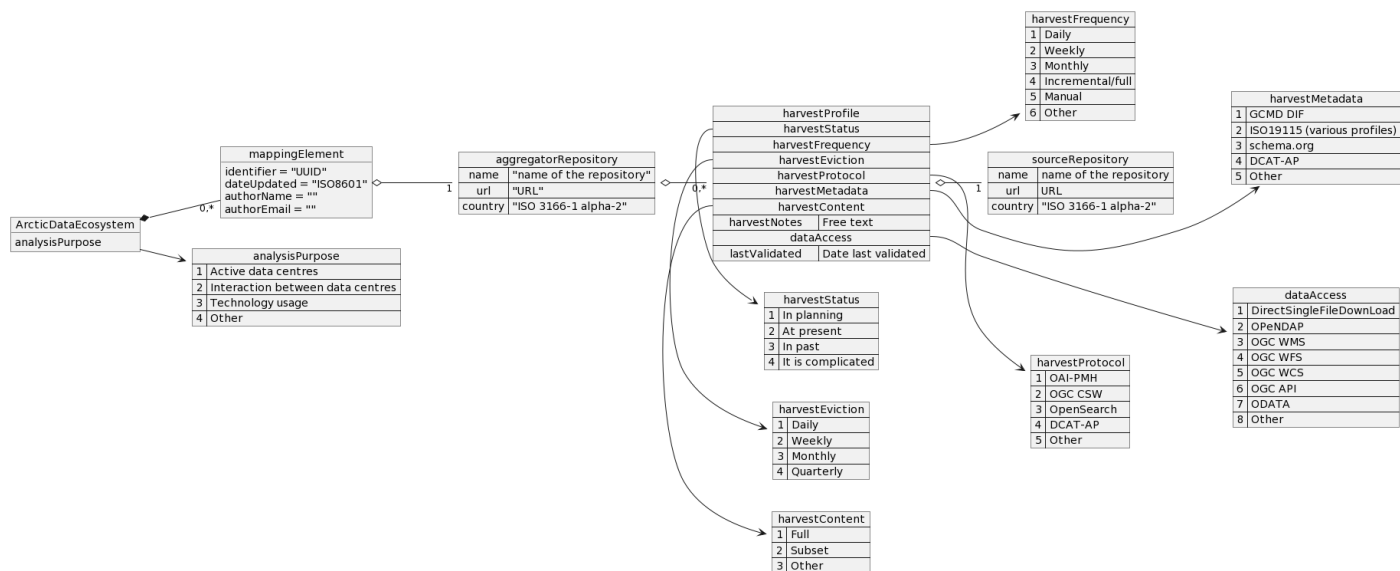 ArcticDataEcosystem
analysisPurpose
0,*
mappingElement
identifier = "UUID"
dateUpdated = "ISO8601"
authorName = ""
authorEmail = ""
analysisPurpose
1 Active data centres
2 Interaction between data centres
3 Technology usage
4 Other
1
aggregatorRepository
name "name of the repository"
url "URL"
country "ISO 3166-1 alpha-2"
0,*
harvestProfile
harvestStatus
harvestFrequency
harvestEviction
harvestProtocol
harvestMetadata
harvestContent
harvestNotes Free text
dataAccess
lastValidated Date last validated
1
sourceRepository
name name of the repository
url URL
country "ISO 3166-1 alpha-2"
harvestFrequency
1 Daily
2 Weekly
3 Monthly
4 Incremental/full
5 Manual
6 Other
harvestMetadata
1 GCMD DIF
2 ISO19115 (various profiles)
3 schema.org
4 DCAT-AP
5 Other
harvestStatus
1 In planning
2 At present
3 In past
4 It is complicated
harvestEviction
1 Daily
2 Weekly
3 Monthly
4 Quarterly
harvestContent
1 Full
2 Subset
3 Other
harvestProtocol
1 OAI-PMH
2 OGC CSW
3 OpenSearch
4 DCAT-AP
5 Other
dataAccess
1 DirectSingleFileDownLoad
2 OPeNDAP
3 OGC WMS
4 OGC WFS
5 OGC WCS
6 OGC API
7 ODATA
8 Other